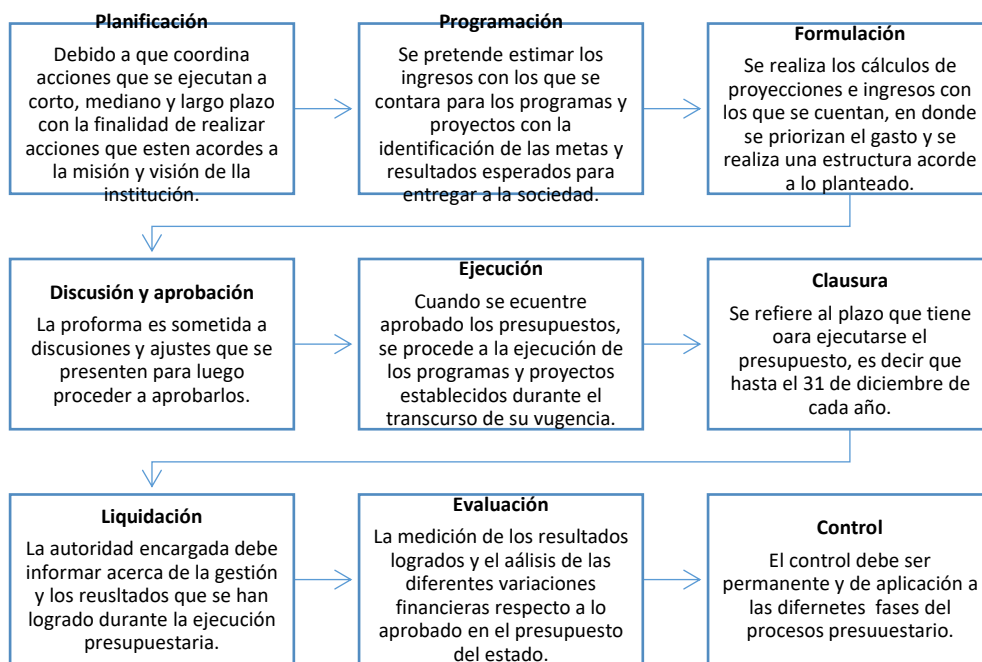 Planificación
Debido a que coordina
acciones que se ejecutan a
corto, mediano y largo plazo
con la finalidad de realizar
acciones que esten acordes a
la misión y visión de lla
institución.
Programación
Se pretende estimar los
ingresos con los que se
contara para los programas y
proyectos con la
identificación de las metas y
resultados esperados para
entregar a la sociedad.
Formulación
Se realiza los cálculos de
proyecciones e ingresos con
los que se cuentan, en donde
se priorizan el gasto y se
realiza una estructura acorde
a lo planteado.
Discusión y aprobación
La proforma es sometida a
discusiones y ajustes que se
presenten para luego
proceder a aprobarlos.
Ejecución
Cuando se ecuentre
aprobado los presupuestos,
se procede a la ejecución de
los programas y proyectos
establecidos durante el
transcurso de su vugencia.
Clausura
Se refiere al plazo que tiene
oara ejecutarse el
presupuesto, es decir que
hasta el 31 de diciembre de
cada año.
Liquidación
La autoridad encargada debe
informar acerca de la gestión
y los reusltados que se han
logrado durante la ejecución
presupuestaria.
Evaluación
La medición de los resultados
logrados y el aálisis de las
diferentes variaciones
financieras respecto a lo
aprobado en el presupuesto
del estado.
Control
El control debe ser
permanente y de aplicación a
las difernetes fases del
procesos presuuestario.